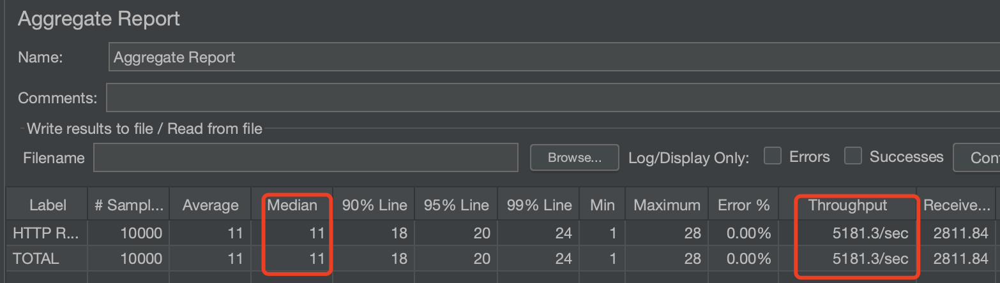 Aggregate Report
Name: Aggregate Report
Comments:
Write results to file / Read from file
Filename Browse... Log/Display Only: Errors Successes Con
Label # Sampl... Average Median 90% Line 95% Line 99% Line Min Maximum Error % Throughput Receive...
HTTP R... 10000 11 11 18 20 24 1 28 0.00% 5181.3/sec 2811.84
TOTAL 10000 11 11 18 20 24 1 28 0.00% 5181.3/sec 2811.84